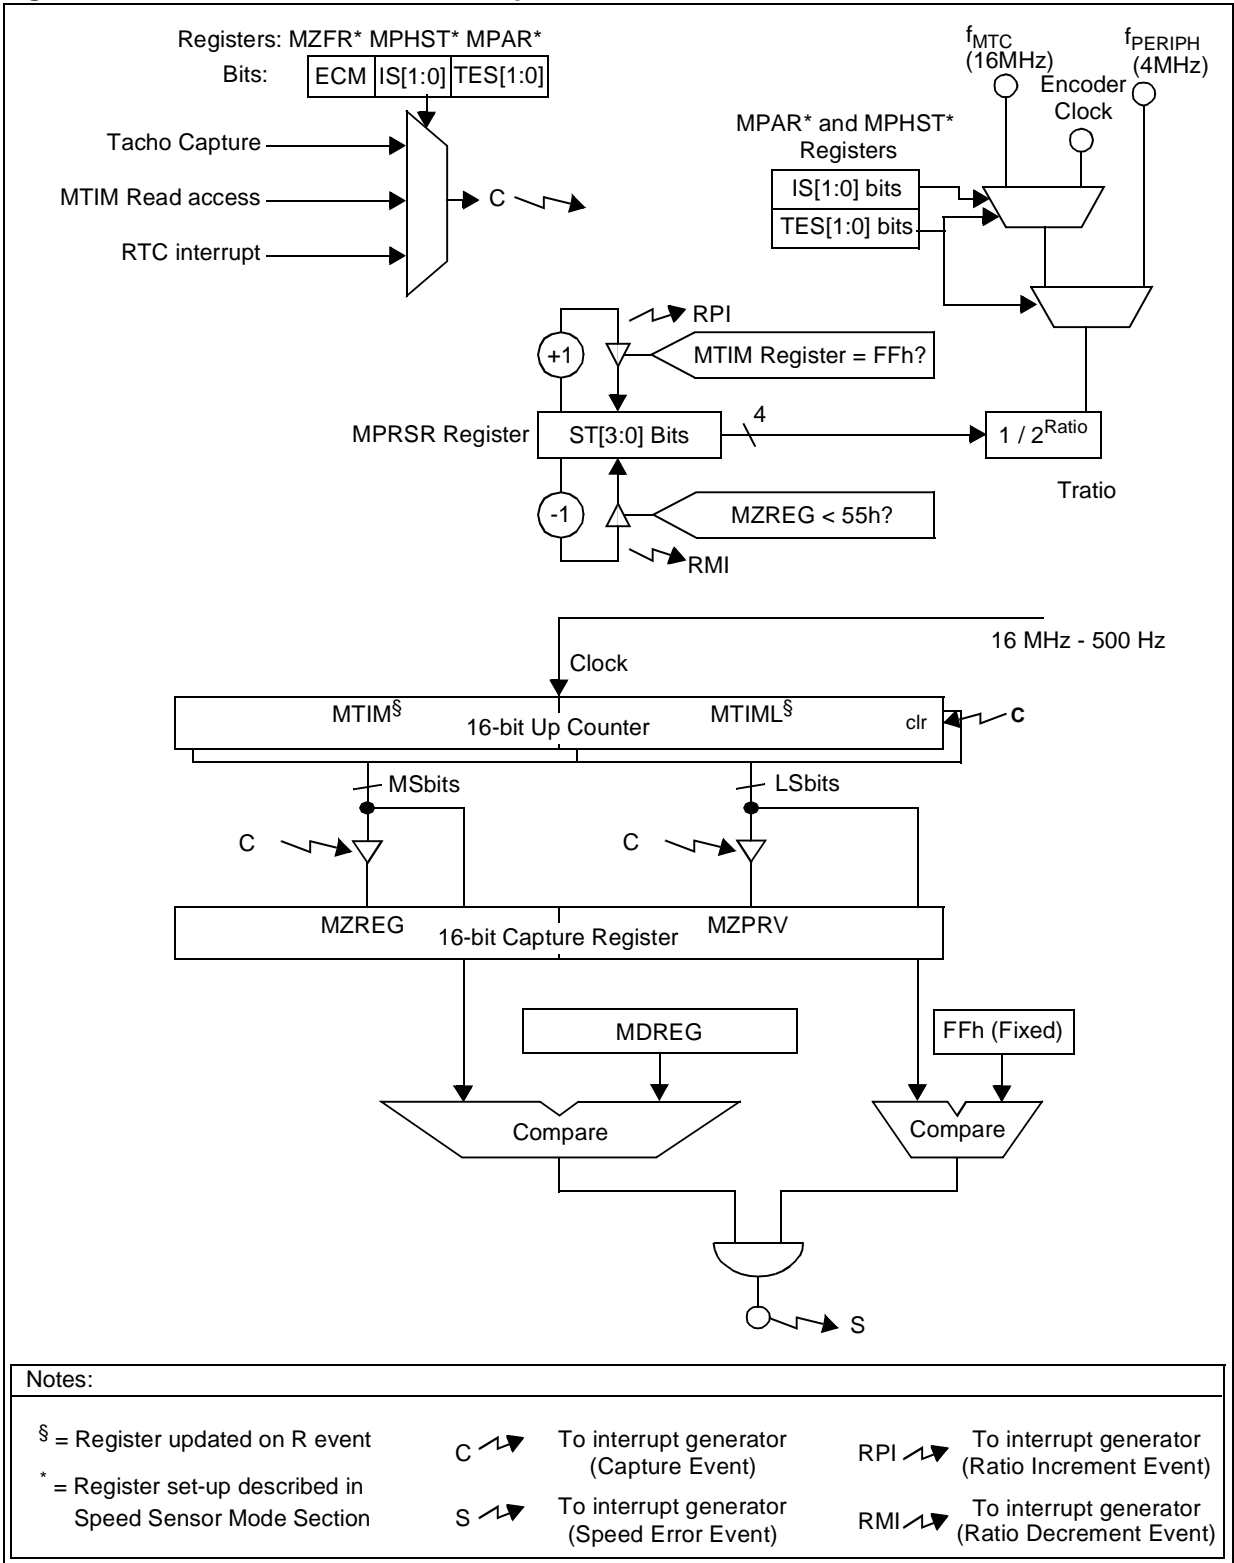 Registers: MZFR* MPHST* MPAR*
Bits:
ECM IS[1:0] TES[1:0]
Tacho Capture
MTIM Read access
RTC interrupt
C
fMTC
(16MHz)
fPERIPH
(4MHz)
Encoder
Clock
MPAR* and MPHST*
Registers
IS[1:0] bits
TES[1:0] bits
RPI
+1
MTIM Register = FFh?
MPRSR Register
ST[3:0] Bits
4
1 / 2Ratio
Tratio
-1
MZREG < 55h?
RMI
16 MHz - 500 Hz
Clock
MTIM§
16-bit Up Counter
MTIML§
clr
C
MSbits
LSbits
C
C
MZREG
16-bit Capture Register
MZPRV
MDREG
FFh (Fixed)
Compare
Compare
S
Notes:
§ = Register updated on R event
* = Register set-up described in
Speed Sensor Mode Section
C
To interrupt generator
(Capture Event)
S
To interrupt generator
(Speed Error Event)
RPI
To interrupt generator
(Ratio Increment Event)
RMI
To interrupt generator
(Ratio Decrement Event)